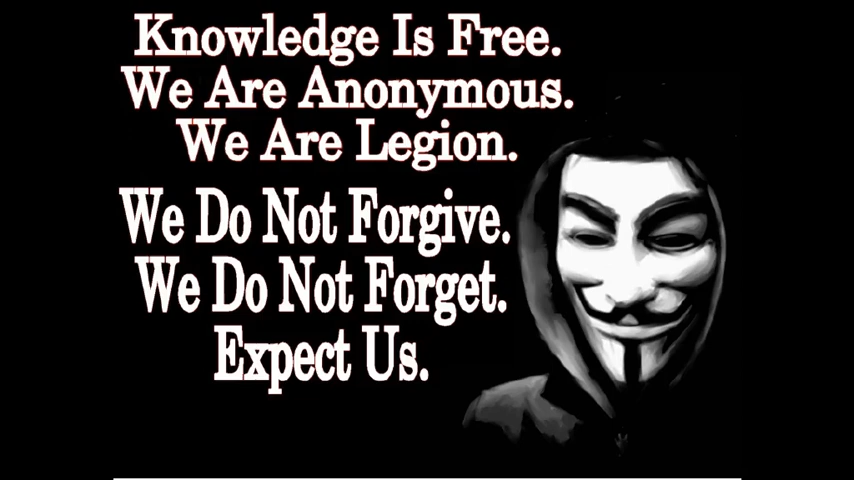 Knowledge Is Free.
We Are Anonymous.
We Are Legion.
We Do Not Forgive.
We Do Not Forget.
Expect Us.